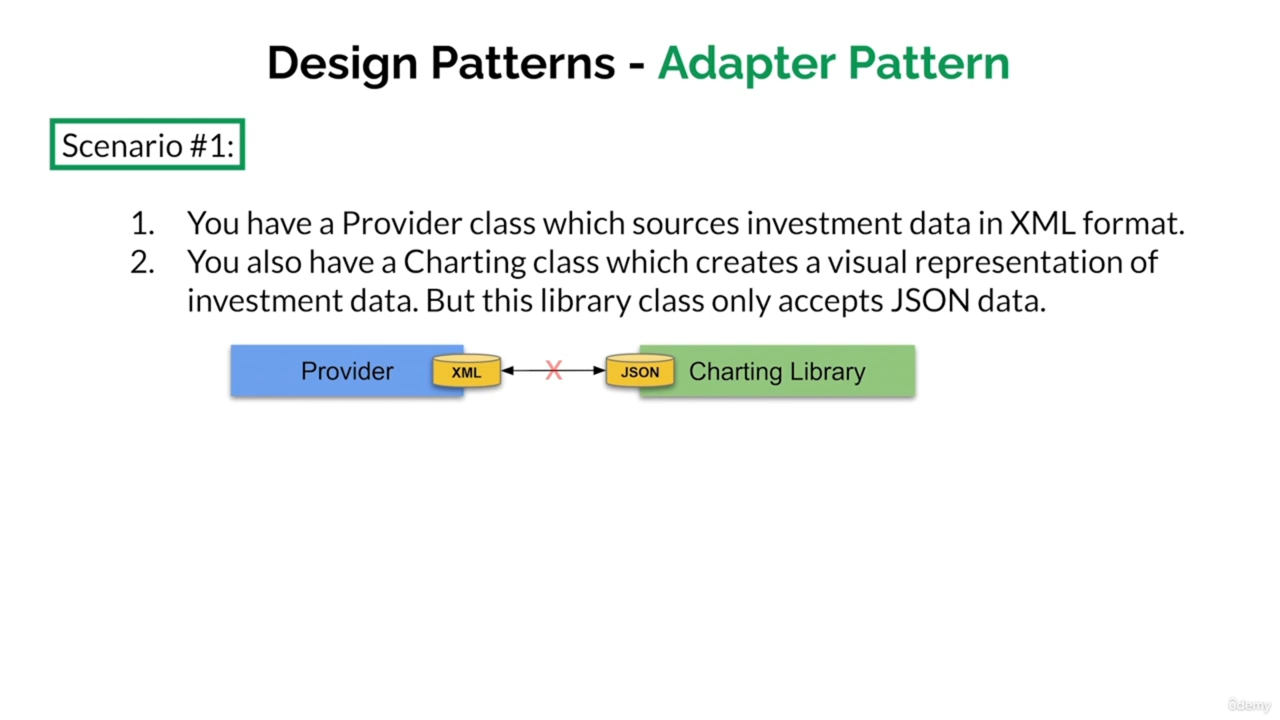 Design Patterns - Adapter Pattern
Scenario #1:
1. You have a Provider class which sources investment data in XML format.
2. You also have a Charting class which creates a visual representation of
investment data. But this library class only accepts JSON data.
Provider XML X JSON Charting Library
ûdemy